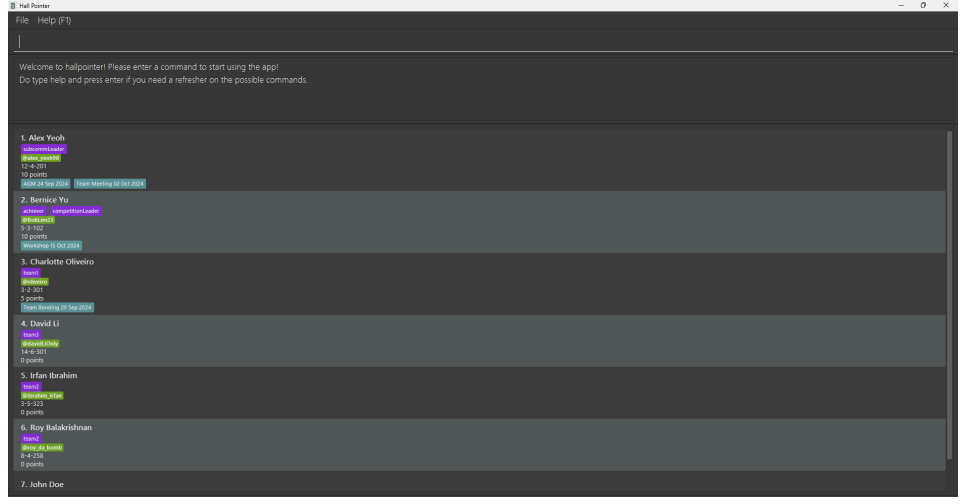 Hall Pointer
File Help (F1)
Welcome to hallpointer! Please enter a command to start using the app!
Do type help and press enter if you need a refresher on the possible commands.
1. Alex Yeoh
subcommLeader
@alex_yeoh98
12-4-201
10 points
AGM 24 Sep 2024 Team Meeting 02 Oct 2024
2. Bernice Yu
achiever competitionLeader
@RobLim23
5-3-102
10 points
Workshop 15 Oct 2024
3. Charlotte Oliveiro
team1
@oliveiro
3-2-301
5 points
Team Bonding 20 Sep 2024
4. David Li
team3
@davidLiOnly
14-6-301
0 points
5. Irfan Ibrahim
team2
@ibrahim_irfan
3-5-323
0 points
6. Roy Balakrishnan
team2
@roy_da_bomb
8-4-258
0 points
7. John Doe